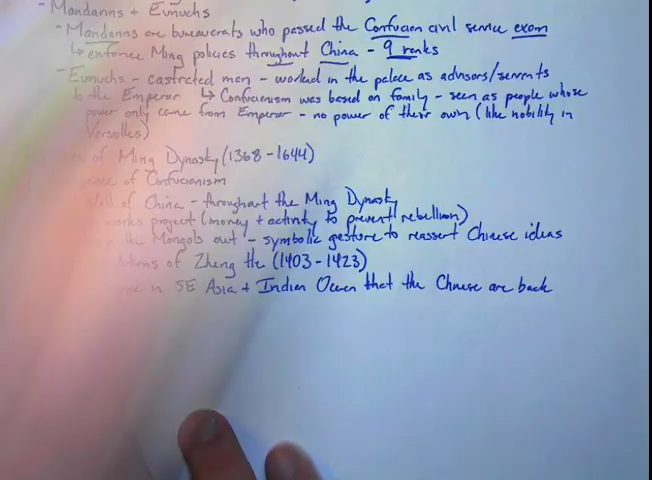 - Mandarins + Eunuchs
- Mandarins are bureaucrats who passed the Confucian civil service exam
↳ enforce Ming policies throughout China - 9 ranks
- Eunuchs - castrated men - worked in the palace as advisors/servents
to the Emperor ↳ Confucianism was based on family - seen as people whose
power only came from Emperor - no power of their own (like nobility in
Versailles)
of Ming Dynasty (1368-1644)
of Confucianism
Wall of China - throughout the Ming Dynasty
works project (money + activity to prevent rebellion)
the Mongols out - symbolic gesture to reassert Chinese ideas
of Zheng He (1403-1423)
in SE Asia + Indian Ocean that the Chinese are back